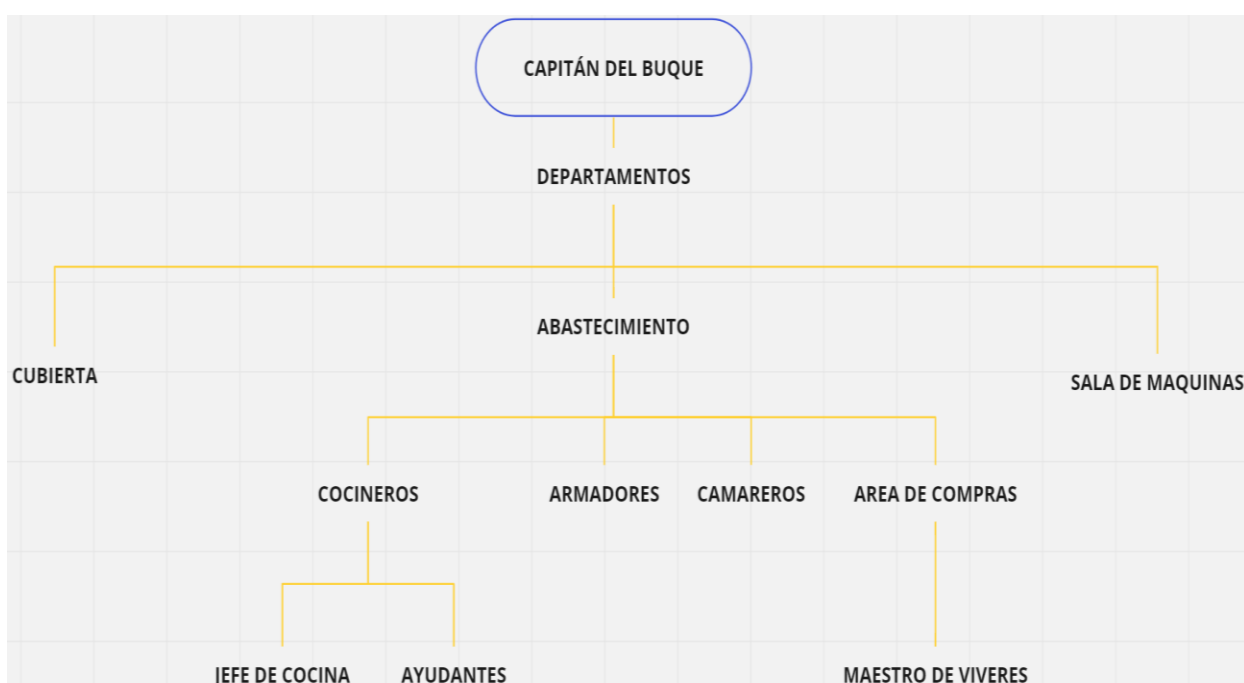 CAPITÁN DEL BUQUE
DEPARTAMENTOS
ABASTECIMIENTO
CUBIERTA
SALA DE MAQUINAS
COCINEROS
ARMADORES
CAMAREROS
AREA DE COMPRAS
JEFE DE COCINA
AYUDANTES
MAESTRO DE VIVERES